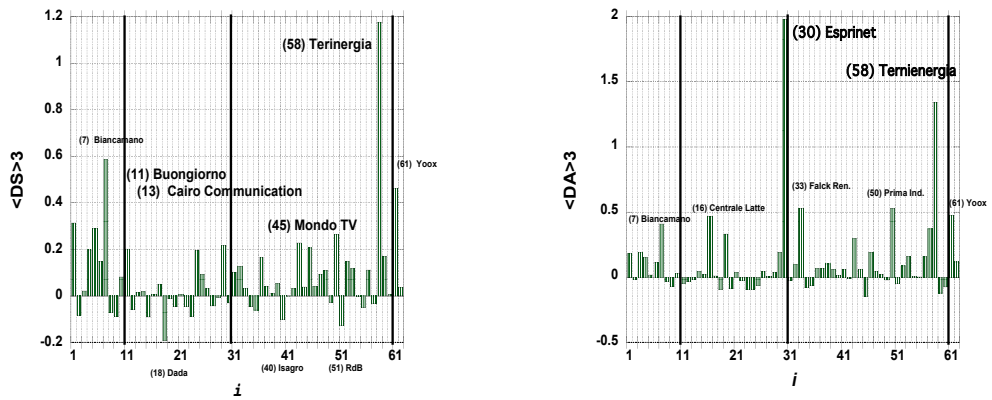 1.2
1
0.8
0.6
0.4
0.2
0
-0.2
<DS>3
(58) Terinergia
(7) Biancamano
(61) Yoox
(11) Buongiorno
(13) Cairo Communication
(45) Mondo TV
1 11 21 31 41 51 61
(18) Dada (40) Isagro (51) RdB
i
2
1.5
1
0.5
0
-0.5
<DA>3
(30) Esprinet
(58) Ternienergia
(33) Falck Ren.
(50) Prima Ind.
(16) Centrale Latte
(61) Yoox
(7) Biancamano
1 11 21 31 41 51 61
i